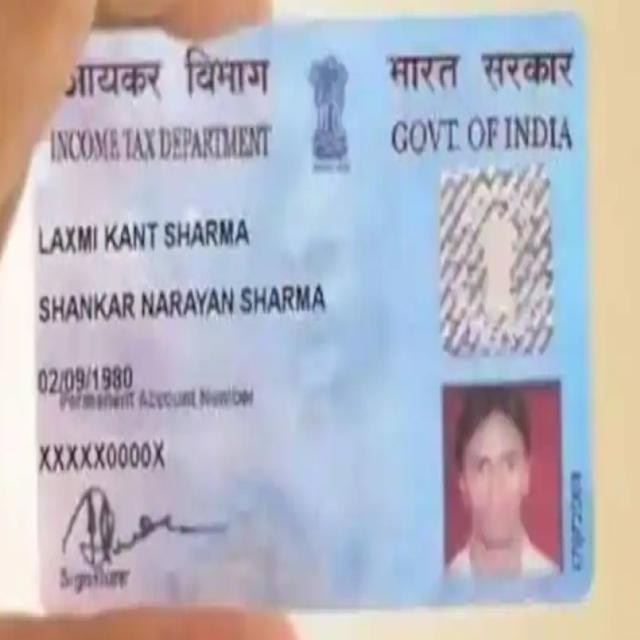 आयकर विभाग
INCOME TAX DEPARTMENT
भारत सरकार
GOVT. OF INDIA
LAXMI KANT SHARMA
SHANKAR NARAYAN SHARMA
02/09/1980
Permanent Account Number
XXXXX0000X
Signature